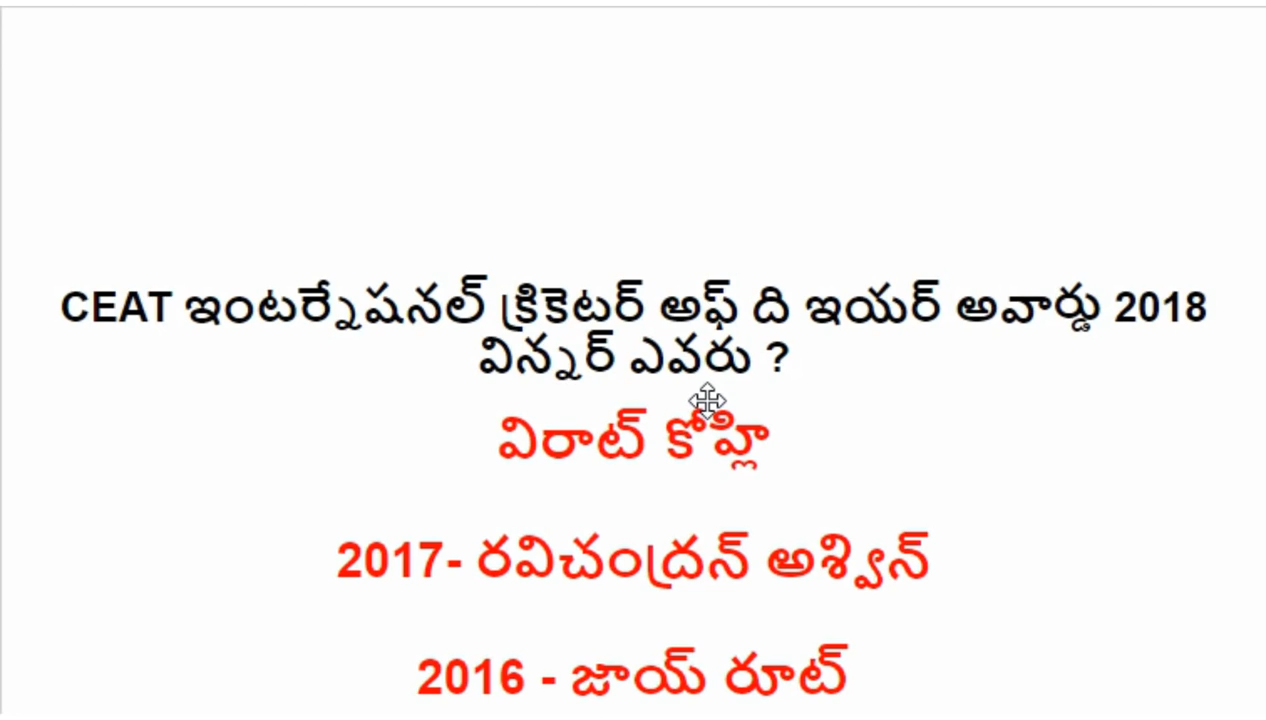 CEAT ఇంటర్నేషనల్ క్రికెటర్ అఫ్ ది ఇయర్ అవార్డు 2018
విన్నర్ ఎవరు ?
విరాట్ కోహ్లి
2017- రవిచంద్రన్ అశ్విన్
2016 - జాయ్ రూట్